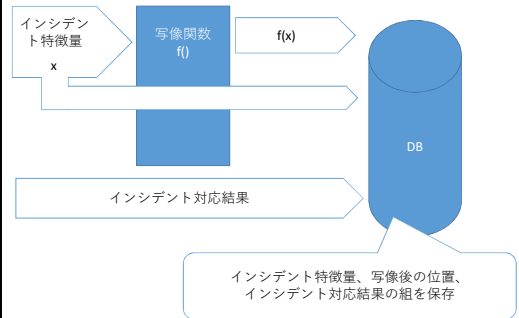 インシデン
ト特徴量
x
写像関数
f()
f(x)
DB
インシデント対応結果
インシデント特徴量、写像後の位置、
インシデント対応結果の組を保存